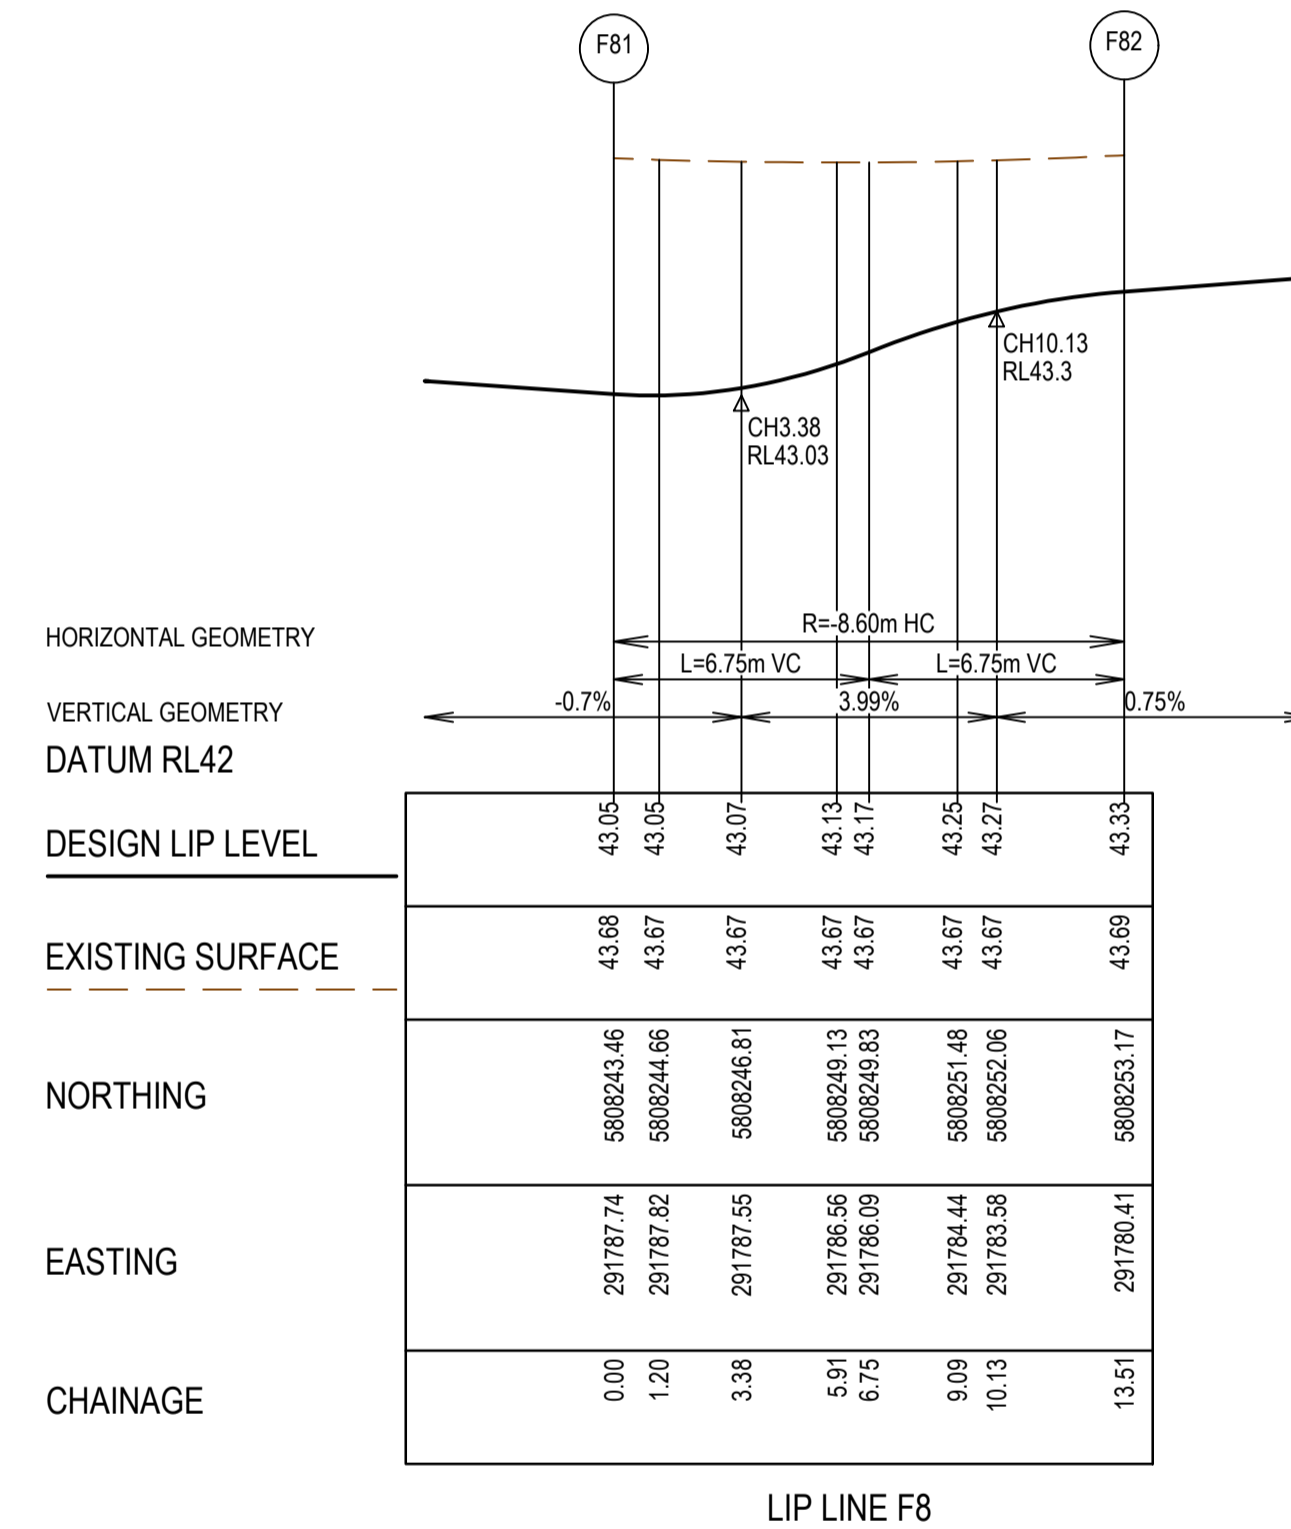 F81
F82
CH10.13
RL43.3
CH3.38
RL43.03
HORIZONTAL GEOMETRY
R=-8.60m HC
L=6.75m VC
L=6.75m VC
VERTICAL GEOMETRY
-0.7%
3.99%
0.75%
DATUM RL42
DESIGN LIP LEVEL
43.05
43.05
43.07
43.13
43.17
43.25
43.27
43.33
EXISTING SURFACE
43.68
43.67
43.67
43.67
43.67
43.67
43.67
43.69
NORTHING
5808243.46
5808244.66
5808246.81
5808249.13
5808249.83
5808251.48
5808252.06
5808253.17
EASTING
291787.74
291787.82
291787.55
291786.56
291786.09
291784.44
291783.58
291780.41
CHAINAGE
0.00
1.20
3.38
5.91
6.75
9.09
10.13
13.51
LIP LINE F8